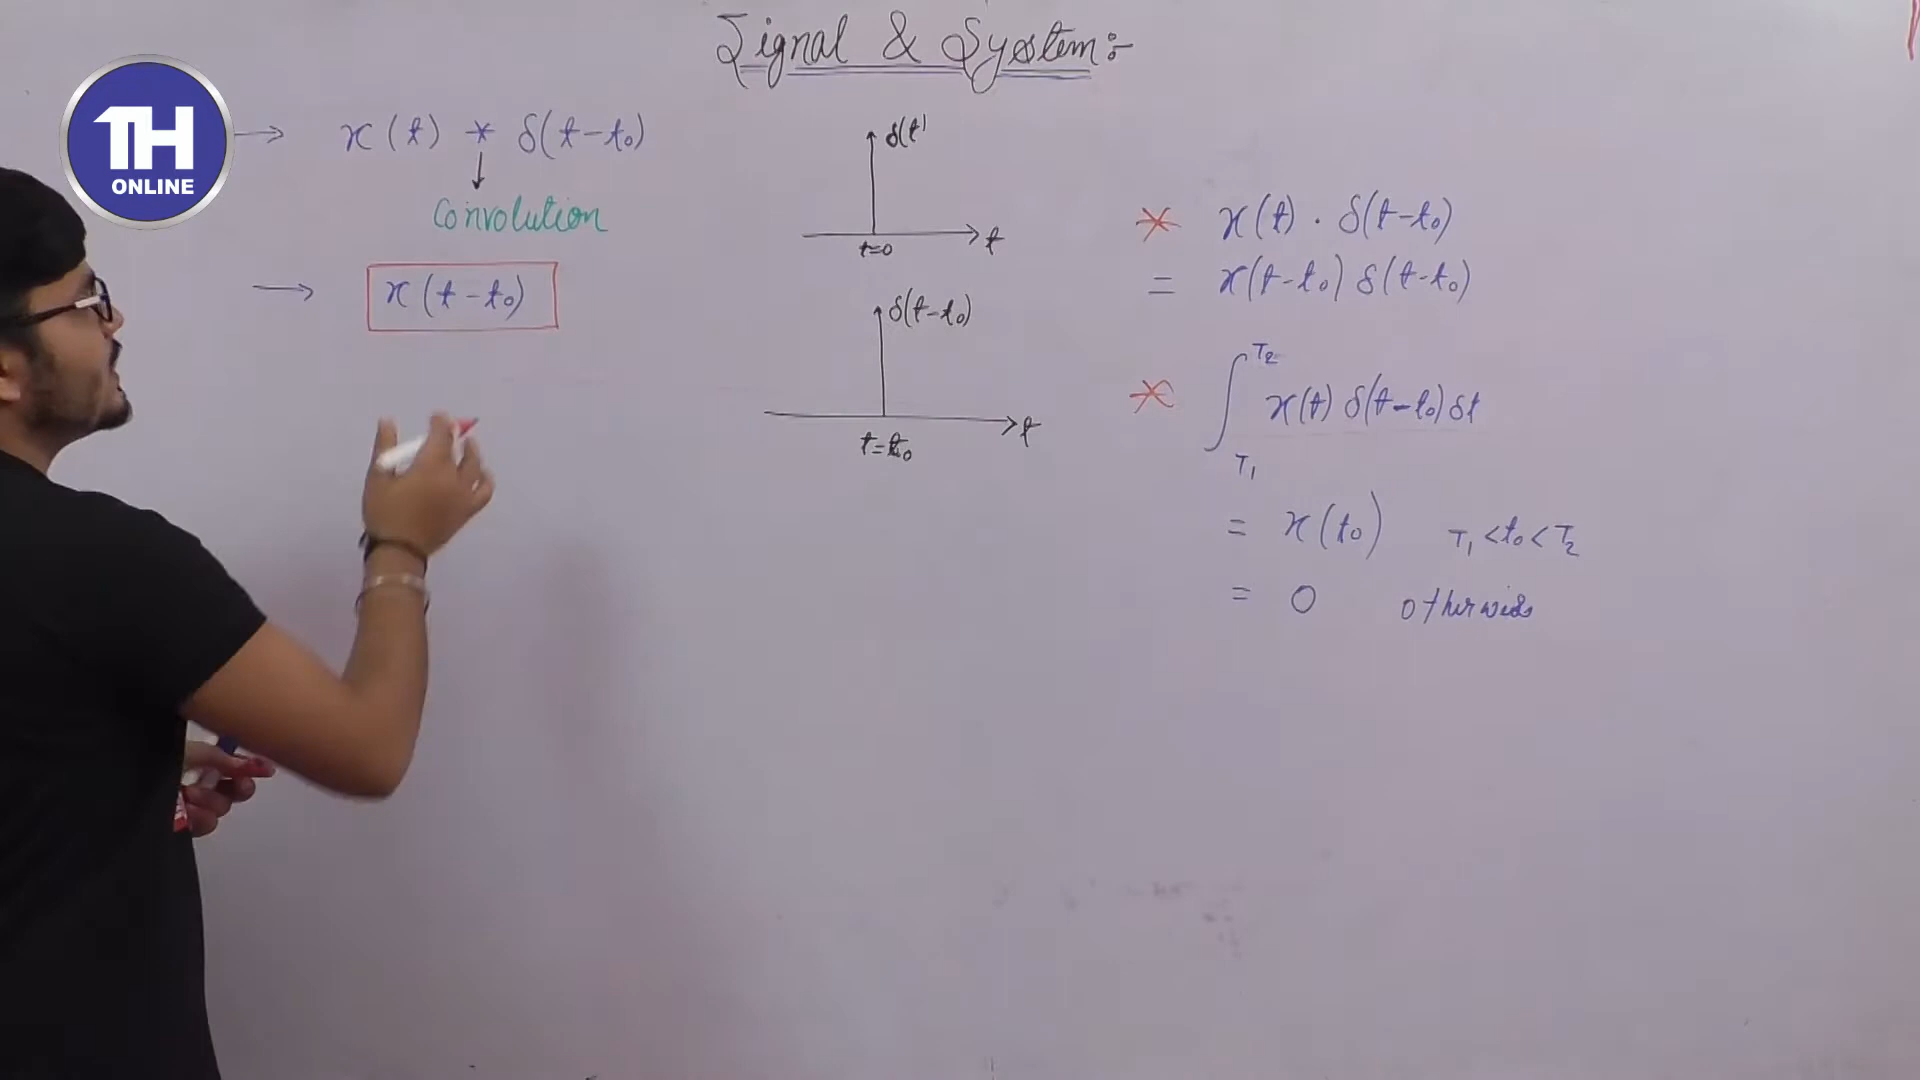 Signal & System:-
TH
ONLINE
→ x(t) * δ(t-t₀)
↓
Convolution
→ x(t-t₀)
δ(t)
t=0
t
δ(t-t₀)
t=t₀
t
* x(t) · δ(t-t₀)
= x(t-t₀) δ(t-t₀)
* ∫ T₂ T₁ x(t) δ(t-t₀) δt
= x(t₀) T₁ < t₀ < T₂
= 0 otherwise